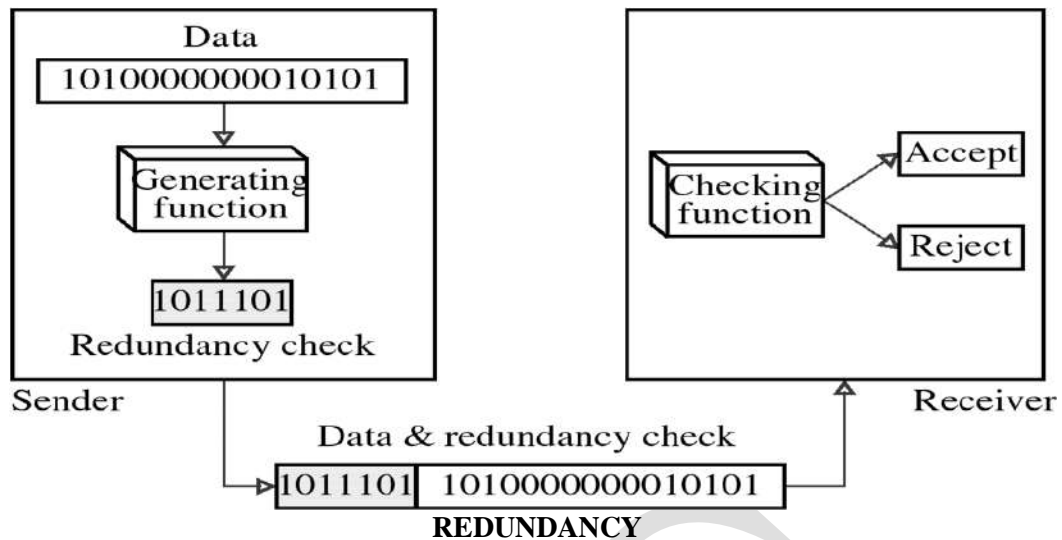 Data
1010000000010101
Generating
function
1011101
Redundancy check
Sender
Checking
function
Accept
Reject
Receiver
Data & redundancy check
1011101 1010000000010101
REDUNDANCY